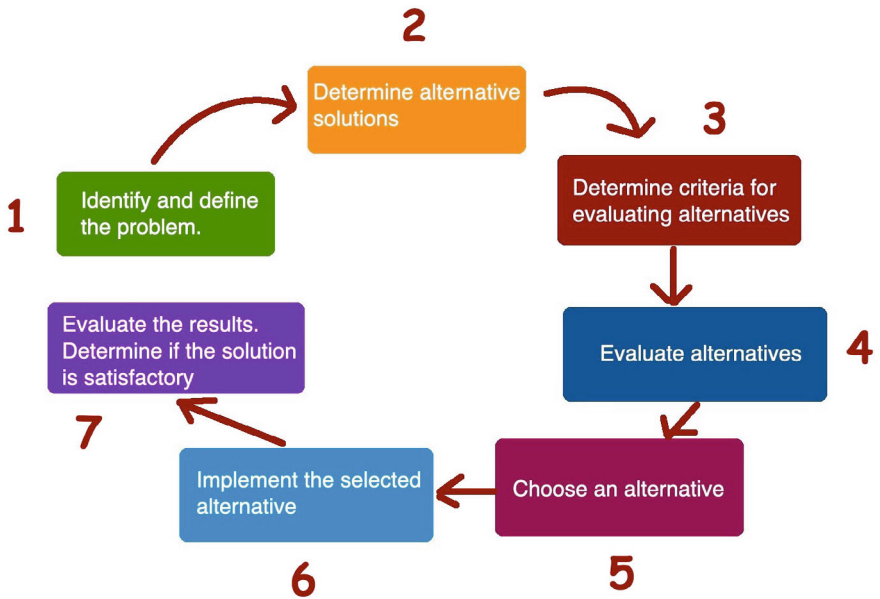 1
Identify and define
the problem.
2
Determine alternative
solutions
3
Determine criteria for
evaluating alternatives
4
Evaluate alternatives
5
Choose an alternative
6
Implement the selected
alternative
7
Evaluate the results.
Determine if the solution
is satisfactory